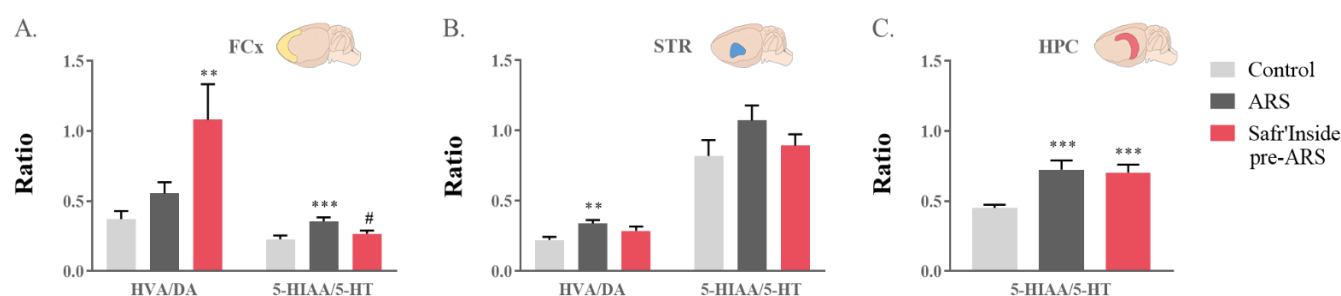 A.
FCx
Ratio
1.5
1.0
0.5
0.0
**
***
#
HVA/DA
5-HIAA/5-HT
B.
STR
Ratio
1.5
1.0
0.5
0.0
**
HVA/DA
5-HIAA/5-HT
C.
HPC
Ratio
1.5
1.0
0.5
0.0
***
***
5-HIAA/5-HT
Control
ARS
Safr'Inside
pre-ARS